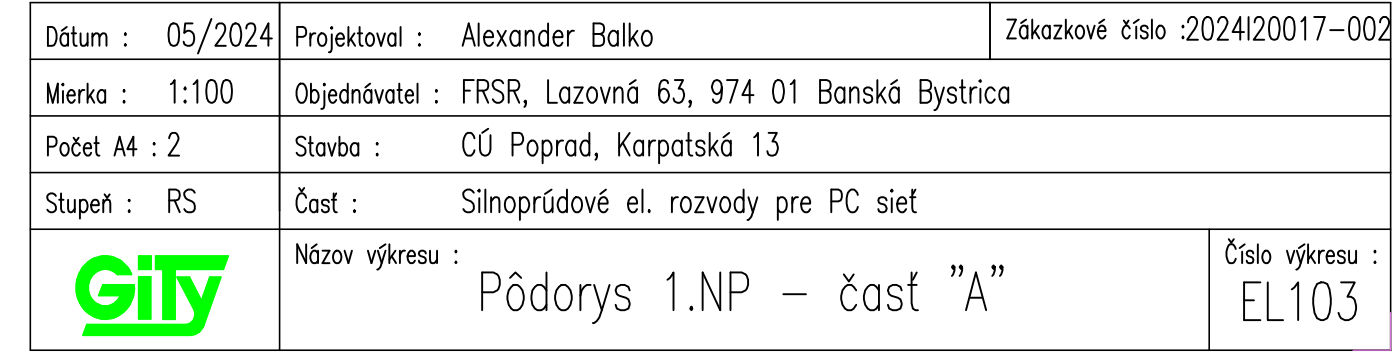 Dátum : 05/2024 Projektoval : Alexander Balko Zákazkové číslo :2024I20017-002
Mierka : 1:100 Objednávateľ : FRSR, Lazovná 63, 974 01 Banská Bystrica
Počet A4 : 2 Stavba : CÚ Poprad, Karpatská 13
Stupeň : RS Časť : Silnoprúdové el. rozvody pre PC sieť
GiTy Názov výkresu : Číslo výkresu :
Pôdorys 1.NP - časť "A" EL103